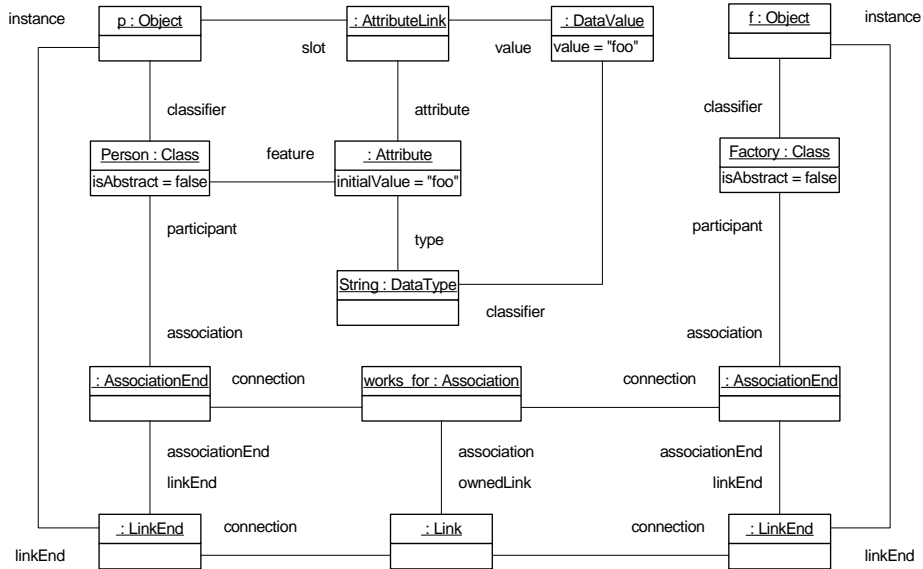 instance
p : Object
: AttributeLink
: DataValue
f : Object
instance
slot
value
value = "foo"
classifier
attribute
classifier
Person : Class
feature
: Attribute
Factory : Class
isAbstract = false
initialValue = "foo"
isAbstract = false
participant
type
participant
String : DataType
classifier
association
association
: AssociationEnd
connection
works_for : Association
connection
: AssociationEnd
associationEnd
association
associationEnd
linkEnd
ownedLink
linkEnd
: LinkEnd
connection
: Link
connection
: LinkEnd
linkEnd
linkEnd